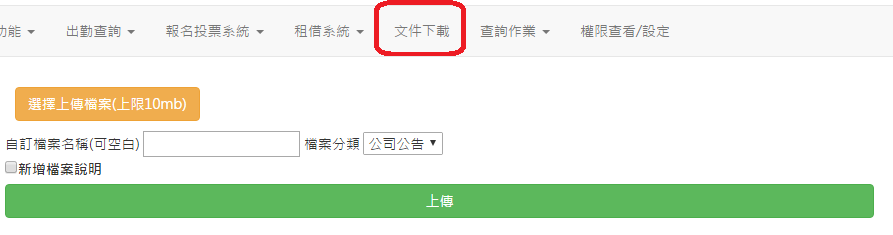 功能 出勤查詢 報名投票系統 租借系統 文件下載 查詢作業 權限查看/設定
選擇上傳檔案(上限10mb)
自訂檔案名稱(可空白) 檔案分類 公司公告
新增檔案說明
上傳